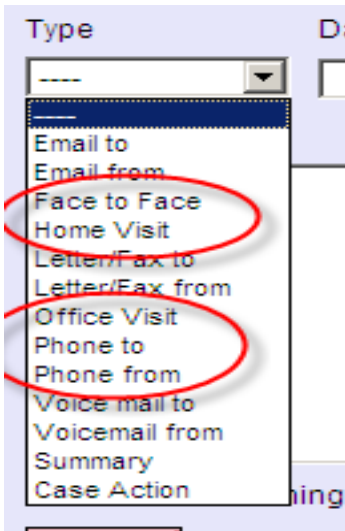 Type D
----
----
Email to
Email from
Face to Face
Home Visit
Letter/Fax to
Letter/Fax from
Office Visit
Phone to
Phone from
Voice mail to
Voicemail from
Summary
Case Action
ning